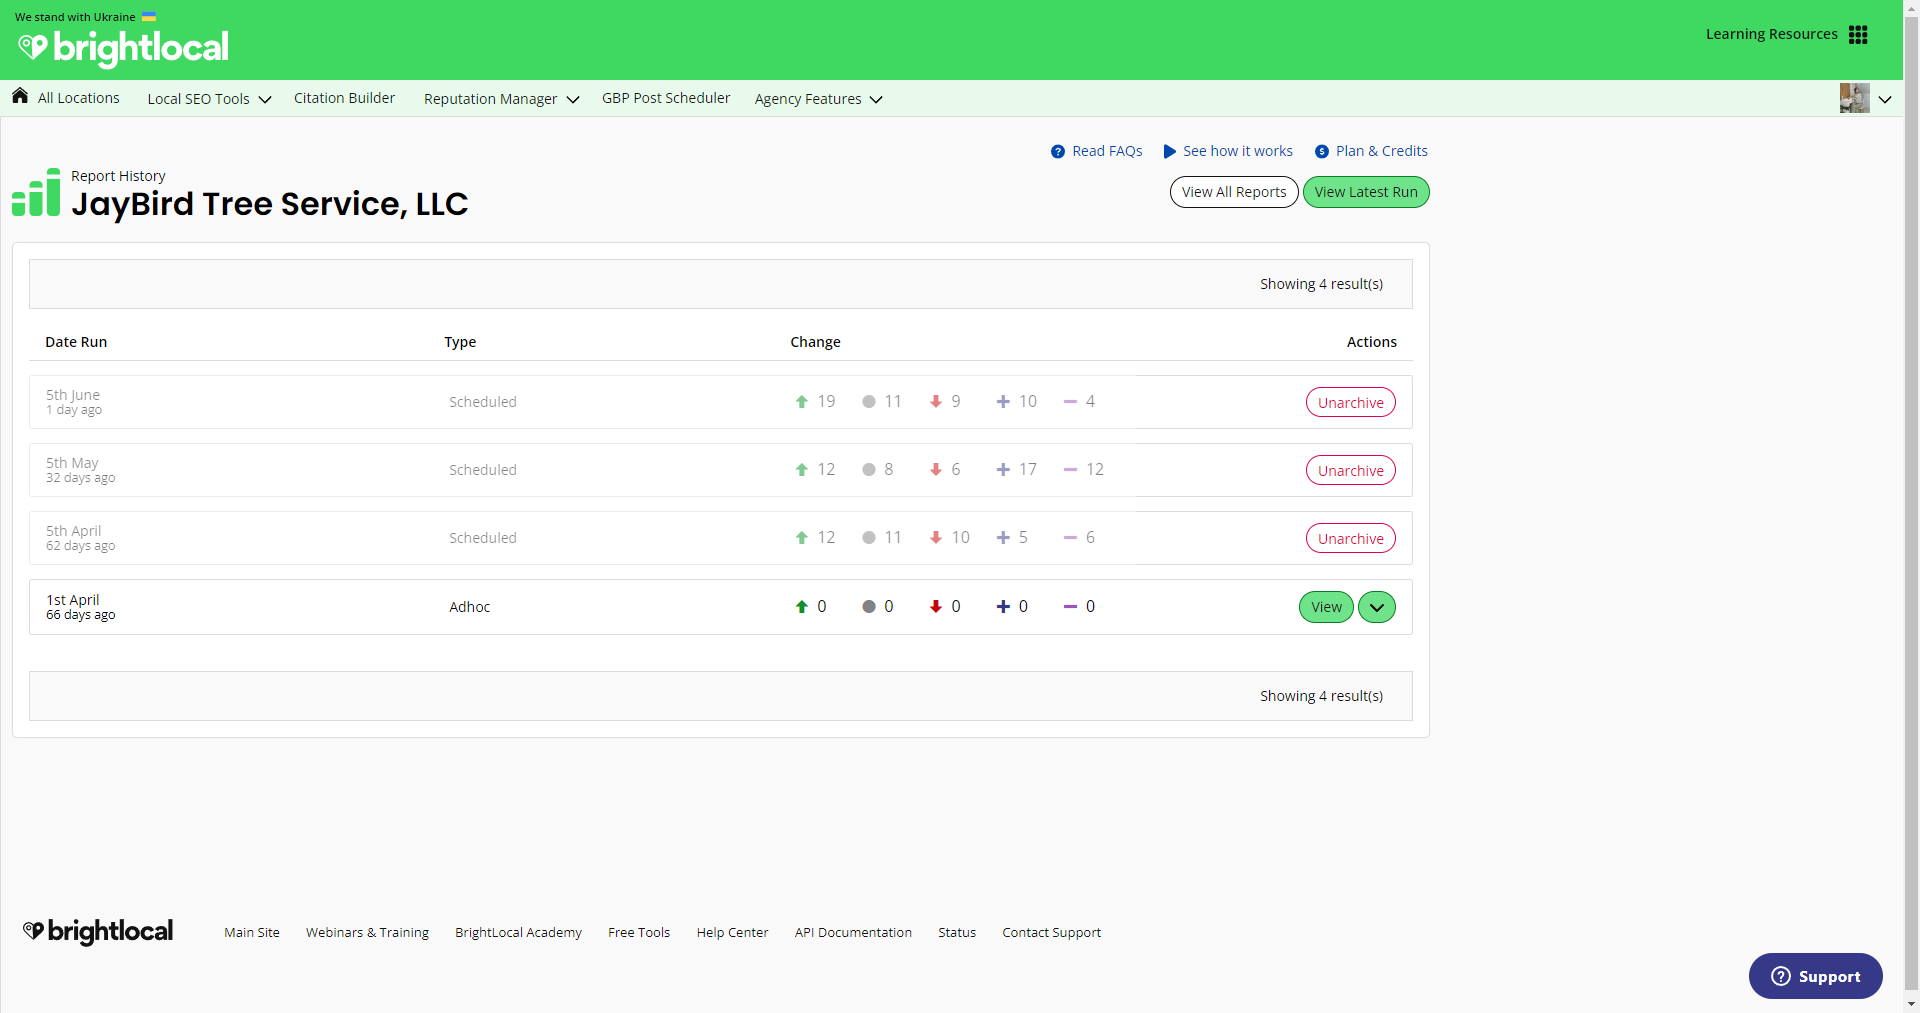 We stand with Ukraine
brightlocal
Learning Resources
All Locations Local SEO Tools Citation Builder Reputation Manager GBP Post Scheduler Agency Features
Read FAQs See how it works Plan & Credits
Report History
JayBird Tree Service, LLC
View All Reports View Latest Run
Showing 4 result(s)
Date Run Type Change Actions
5th June
1 day ago
Scheduled 19 11 9 10 4 Unarchive
5th May
32 days ago
Scheduled 12 8 6 17 12 Unarchive
5th April
62 days ago
Scheduled 12 11 10 5 6 Unarchive
1st April
66 days ago
Adhoc 0 0 0 0 0 View
Showing 4 result(s)
brightlocal Main Site Webinars & Training BrightLocal Academy Free Tools Help Center API Documentation Status Contact Support
Support